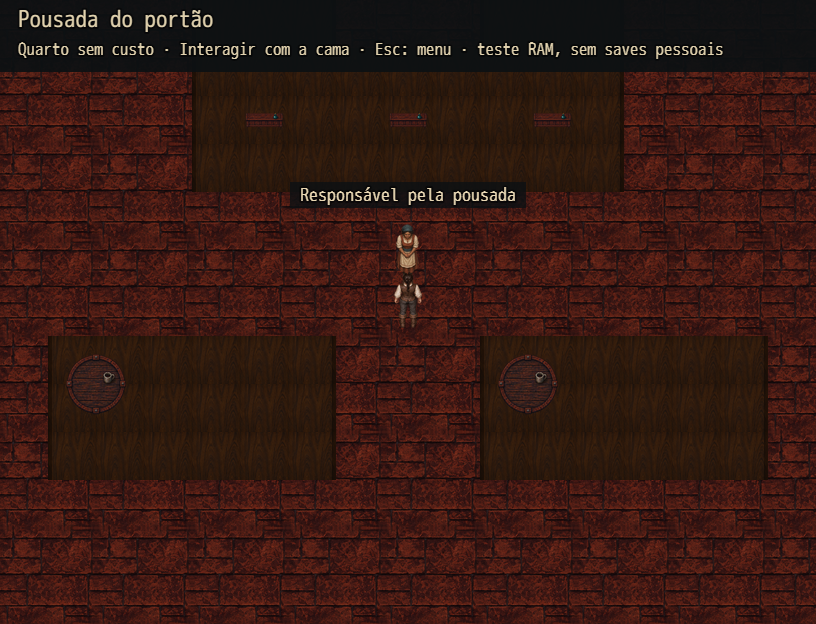 Pousada do portão
Quarto sem custo · Interagir com a cama · Esc: menu · teste RAM, sem saves pessoais
Responsável pela pousada